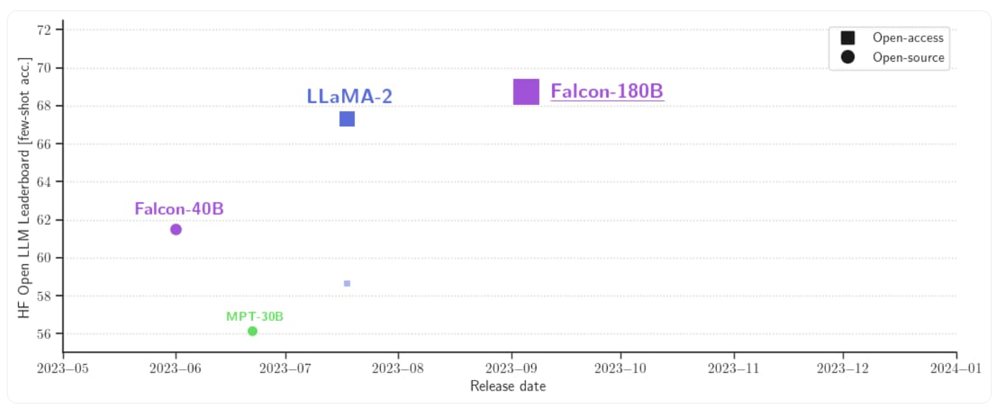 72
Open-access
Open-source
70
LLaMA-2
Falcon-180B
68
66
64
Falcon-40B
62
60
58
MPT-30B
56
HF Open LLM Leaderboard [few-shot acc.]
2023–05 2023–06 2023–07 2023–08 2023–09 2023–10 2023–11 2023–12 2024–01
Release date